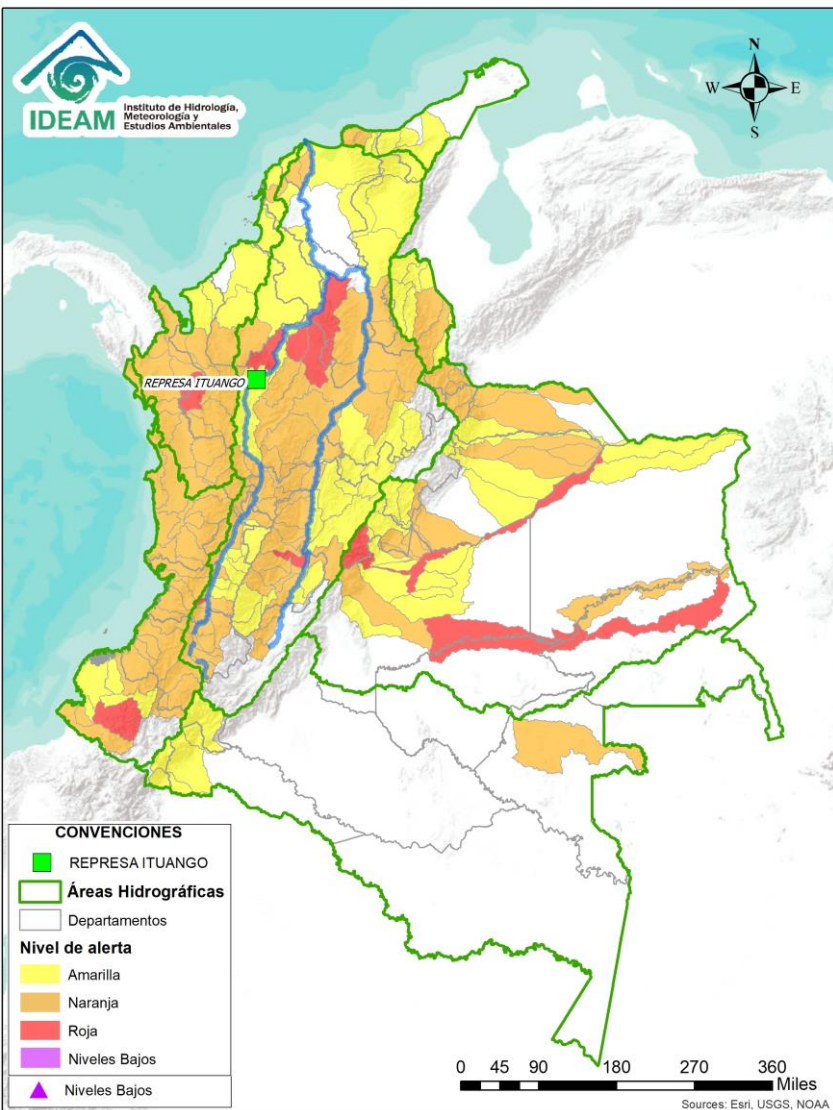 IDEAM
Instituto de Hidrología,
Meteorología y
Estudios Ambientales
N
W
E
S
REPRESA ITUANGO
CONVENCIONES
REPRESA ITUANGO
Áreas Hidrográficas
Departamentos
Nivel de alerta
Amarilla
Naranja
Roja
Niveles Bajos
Niveles Bajos
0 45 90 180 270 360
Miles
Sources: Esri, USGS, NOAA